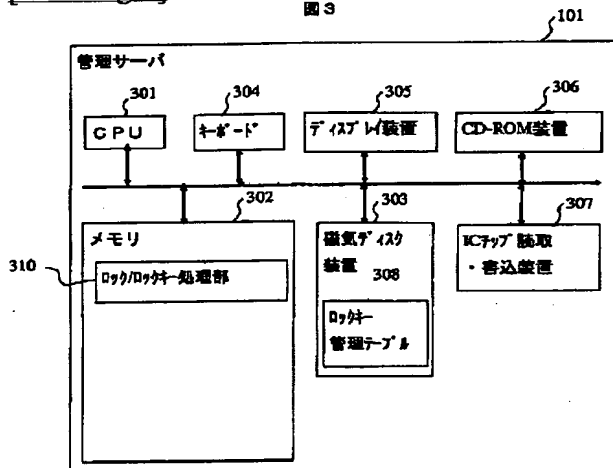 図3
101
管理サーバ
301
304
305
306
CPU
キーボード
ディスプレイ装置
CD-ROM装置
302
303
307
メモリ
磁気ディスク
装置
308
ICチップ読取
・書込装置
310
ロック/ロックキー処理部
ロックキー
管理テーブル